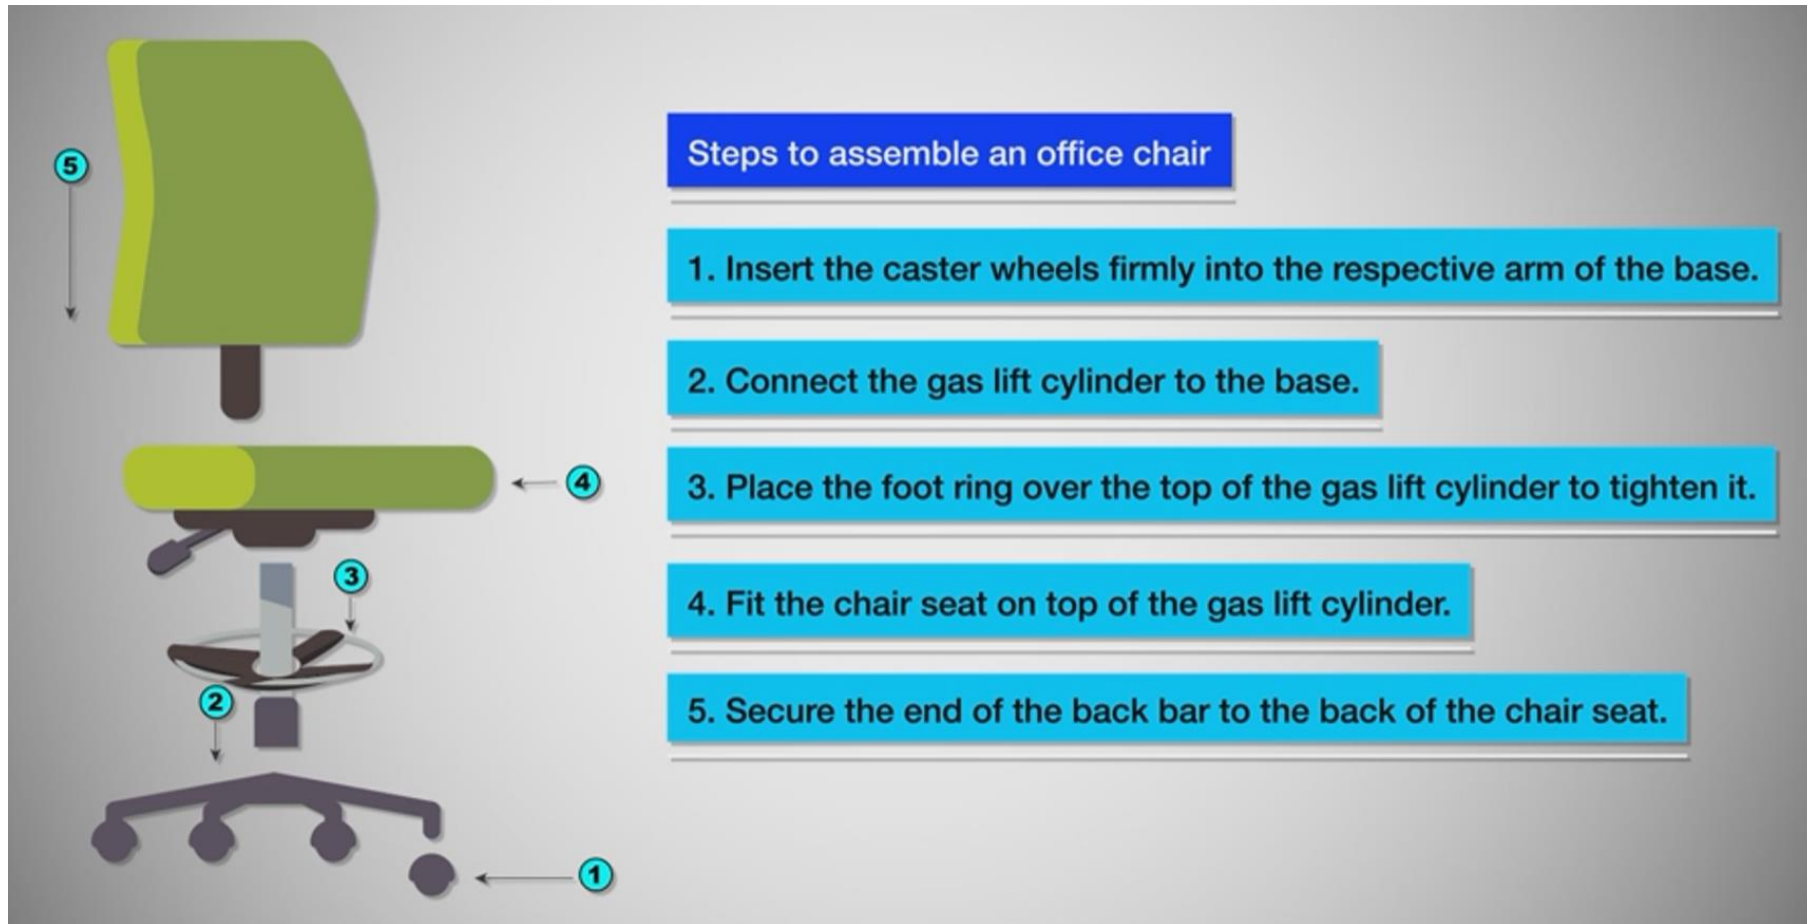 Steps to assemble an office chair
1. Insert the caster wheels firmly into the respective arm of the base.
2. Connect the gas lift cylinder to the base.
3. Place the foot ring over the top of the gas lift cylinder to tighten it.
4. Fit the chair seat on top of the gas lift cylinder.
5. Secure the end of the back bar to the back of the chair seat.
5
4
3
2
1